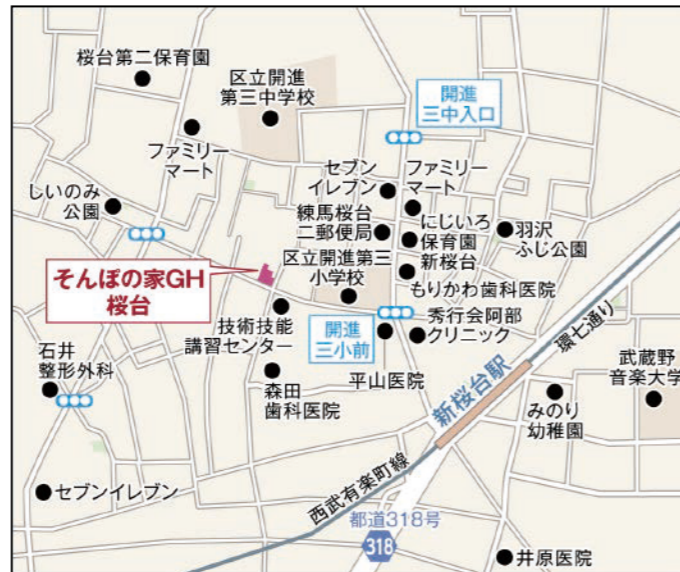 桜台第二保育園
区立開進
第三中学校
開進
三中入口
ファミリー
マート
セブン
イレブン
ファミリー
マート
しいのみ
公園
練馬桜台
二郵便局
にじいろ
保育園
新桜台
羽沢
ふじ公園
そんぽの家GH
桜台
区立開進第三
小学校
もりかわ歯科医院
技術技能
講習センター
開進
三小前
秀行会阿部
クリニック
平山医院
石井
整形外科
森田
歯科医院
新桜台駅
環七通り
武蔵野
音楽大学
みのり
幼稚園
セブンイレブン
西武有楽町線
都道318号
318
井原医院